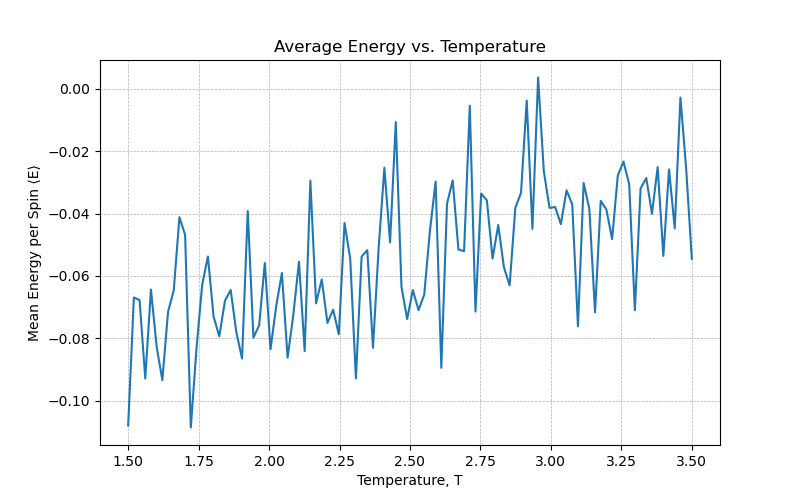 Average Energy vs. Temperature
Mean Energy per Spin ⟨E⟩
0.00
−0.02
−0.04
−0.06
−0.08
−0.10
1.50 1.75 2.00 2.25 2.50 2.75 3.00 3.25 3.50
Temperature, T